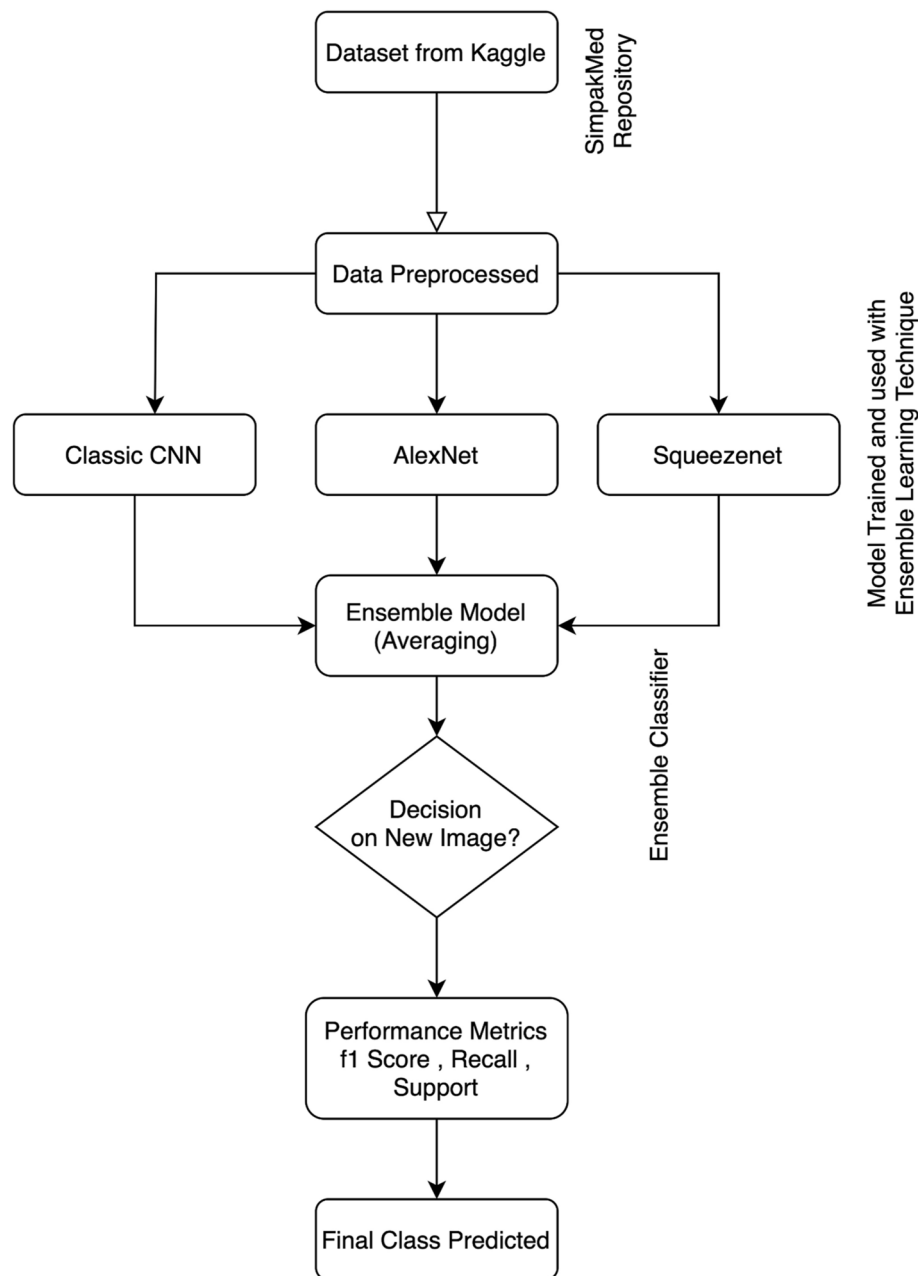 Dataset from Kaggle
SimpakMed
Repository
Data Preprocessed
Classic CNN
AlexNet
Squeezenet
Model Trained and used with
Ensemble Learning Technique
Ensemble Model
(Averaging)
Ensemble Classifier
Decision
on New Image?
Performance Metrics
f1 Score , Recall ,
Support
Final Class Predicted